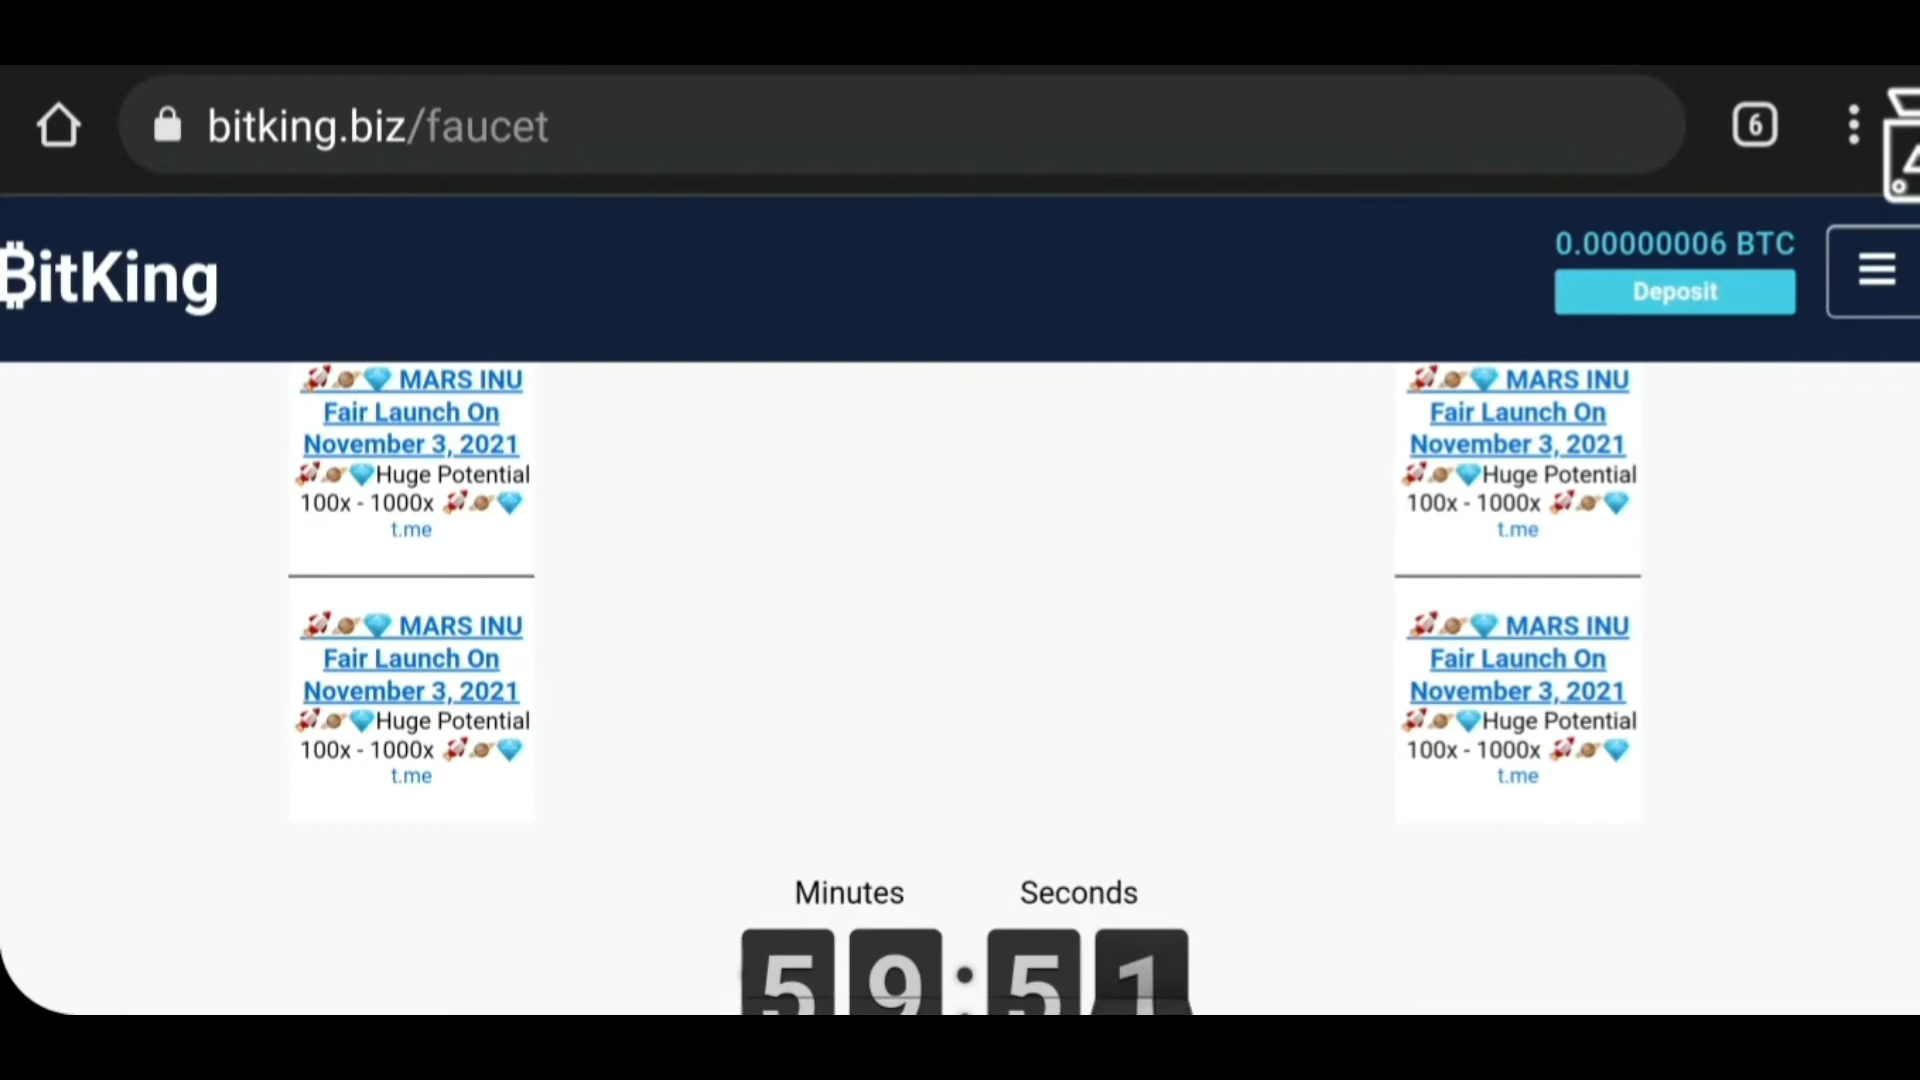 bitking.biz/faucet
6
₿itKing
0.00000006 BTC
Deposit
🚀🪐💎 MARS INU
Fair Launch On
November 3, 2021
🚀🪐💎Huge Potential
100x - 1000x 🚀🪐💎
t.me
🚀🪐💎 MARS INU
Fair Launch On
November 3, 2021
🚀🪐💎Huge Potential
100x - 1000x 🚀🪐💎
t.me
🚀🪐💎 MARS INU
Fair Launch On
November 3, 2021
🚀🪐💎Huge Potential
100x - 1000x 🚀🪐💎
t.me
🚀🪐💎 MARS INU
Fair Launch On
November 3, 2021
🚀🪐💎Huge Potential
100x - 1000x 🚀🪐💎
t.me
Minutes Seconds
59:51